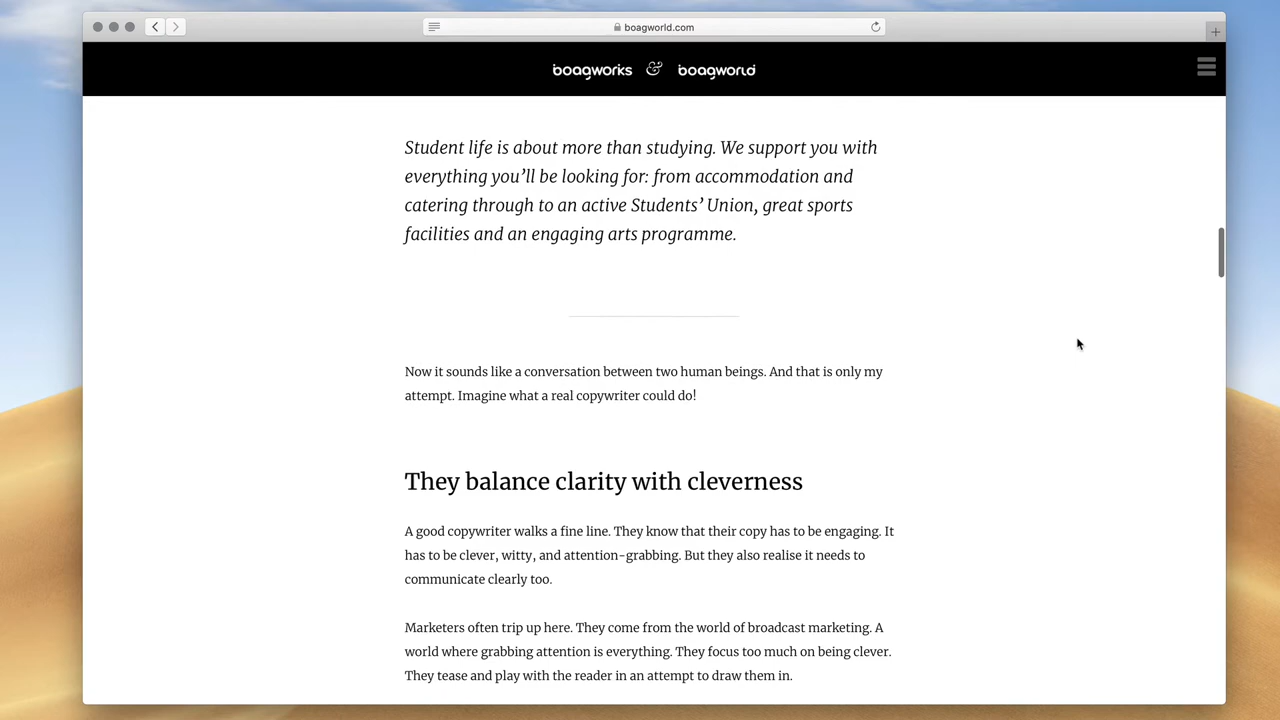 boagworld.com
boagworks & boagworld
Student life is about more than studying. We support you with
everything you’ll be looking for: from accommodation and
catering through to an active Students’ Union, great sports
facilities and an engaging arts programme.
Now it sounds like a conversation between two human beings. And that is only my
attempt. Imagine what a real copywriter could do!
They balance clarity with cleverness
A good copywriter walks a fine line. They know that their copy has to be engaging. It
has to be clever, witty, and attention-grabbing. But they also realise it needs to
communicate clearly too.
Marketers often trip up here. They come from the world of broadcast marketing. A
world where grabbing attention is everything. They focus too much on being clever.
They tease and play with the reader in an attempt to draw them in.